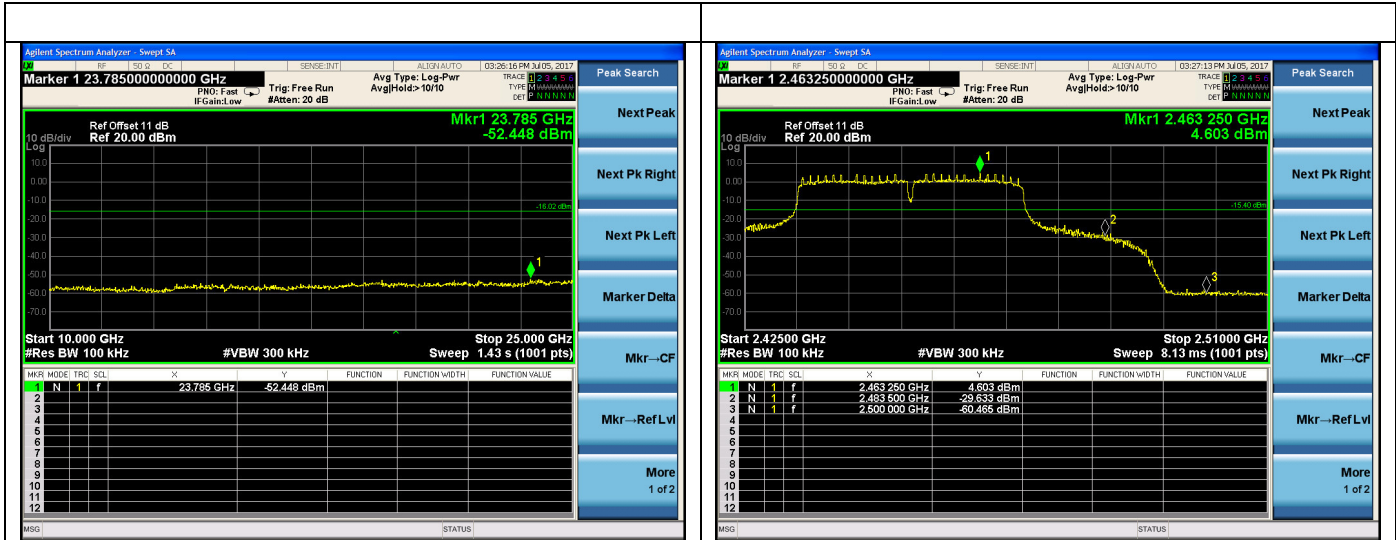 Agilent Spectrum Analyzer - Swept SA
LXI RF 50 Ω DC SENSE:INT ALIGN AUTO 03:26:16 PM Jul 05, 2017
Marker 1 23.785000000000 GHz
PNO: Fast
IFGain:Low
Trig: Free Run
#Atten: 20 dB
Avg Type: Log-Pwr
Avg|Hold:>10/10
TRACE 1 2 3 4 5 6
TYPE M
DET P N N N N N
Ref Offset 11 dB
Ref 20.00 dBm
10 dB/div
Log
Mkr1 23.785 GHz
-52.448 dBm
10.0
0.00
-10.0
-20.0
-30.0
-40.0
-50.0
-60.0
-70.0
-16.02 dBm
1
Start 10.000 GHz
Stop 25.000 GHz
#Res BW 100 kHz
#VBW 300 kHz
Sweep 1.43 s (1001 pts)
MKR MODE TRC SCL X Y FUNCTION FUNCTION WIDTH FUNCTION VALUE
1 N 1 f 23.785 GHz -52.448 dBm
2
3
4
5
6
7
8
9
10
11
12
MSG STATUS
Peak Search
Next Peak
Next Pk Right
Next Pk Left
Marker Delta
Mkr→CF
Mkr→Ref Lvl
More
1 of 2
Agilent Spectrum Analyzer - Swept SA
LXI RF 50 Ω DC SENSE:INT ALIGN AUTO 03:27:13 PM Jul 05, 2017
Marker 1 2.463250000000 GHz
PNO: Fast
IFGain:Low
Trig: Free Run
#Atten: 20 dB
Avg Type: Log-Pwr
Avg|Hold:>10/10
TRACE 1 2 3 4 5 6
TYPE M
DET P N N N N N
Ref Offset 11 dB
Ref 20.00 dBm
10 dB/div
Log
Mkr1 2.463 250 GHz
4.603 dBm
10.0
0.00
-10.0
-20.0
-30.0
-40.0
-50.0
-60.0
-70.0
1
-15.40 dBm
2
3
Start 2.42500 GHz
Stop 2.51000 GHz
#Res BW 100 kHz
#VBW 300 kHz
Sweep 8.13 ms (1001 pts)
MKR MODE TRC SCL X Y FUNCTION FUNCTION WIDTH FUNCTION VALUE
1 N 1 f 2.463 250 GHz 4.603 dBm
2 N 1 f 2.483 500 GHz -29.633 dBm
3 N 1 f 2.500 000 GHz -60.465 dBm
4
5
6
7
8
9
10
11
12
MSG STATUS
Peak Search
Next Peak
Next Pk Right
Next Pk Left
Marker Delta
Mkr→CF
Mkr→Ref Lvl
More
1 of 2